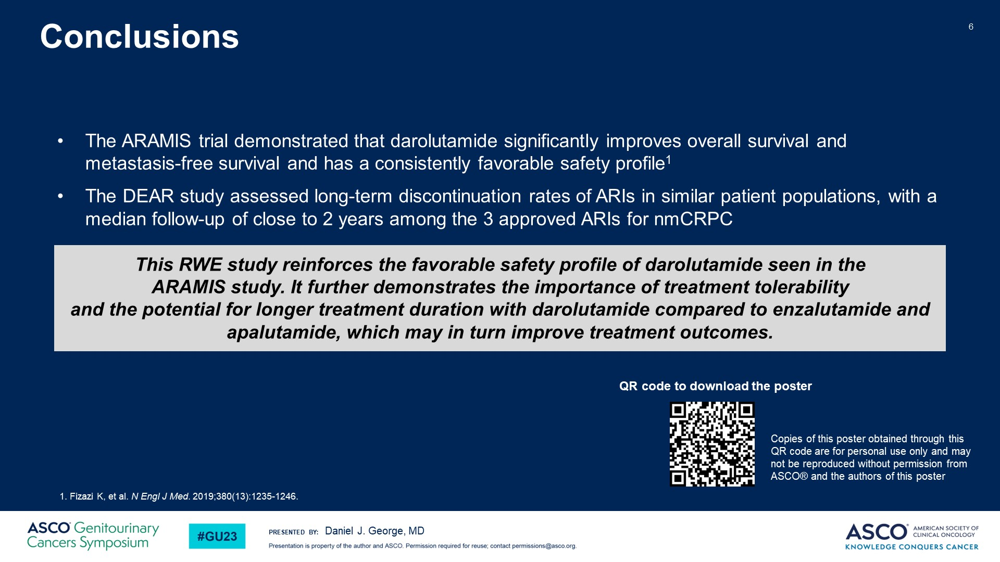 Conclusions
6
• The ARAMIS trial demonstrated that darolutamide significantly improves overall survival and
metastasis-free survival and has a consistently favorable safety profile¹
• The DEAR study assessed long-term discontinuation rates of ARIs in similar patient populations, with a
median follow-up of close to 2 years among the 3 approved ARIs for nmCRPC
This RWE study reinforces the favorable safety profile of darolutamide seen in the
ARAMIS study. It further demonstrates the importance of treatment tolerability
and the potential for longer treatment duration with darolutamide compared to enzalutamide and
apalutamide, which may in turn improve treatment outcomes.
QR code to download the poster
Copies of this poster obtained through this
QR code are for personal use only and may
not be reproduced without permission from
ASCO® and the authors of this poster
1. Fizazi K, et al. N Engl J Med. 2019;380(13):1235-1246.
ASCO® Genitourinary
Cancers Symposium
#GU23
PRESENTED BY: Daniel J. George, MD
Presentation is property of the author and ASCO. Permission required for reuse; contact permissions@asco.org.
ASCO® AMERICAN SOCIETY OF
CLINICAL ONCOLOGY
KNOWLEDGE CONQUERS CANCER